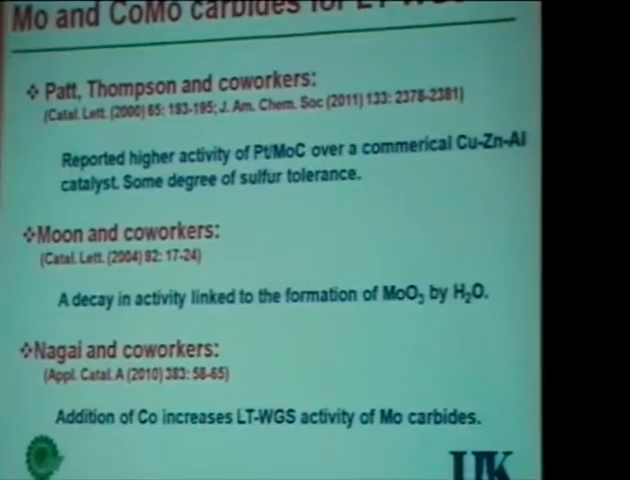 Mo and CoMo carbides for LT-WGS
❖ Patt, Thompson and coworkers:
(Catal. Lett. (2000) 65: 193-195; J. Am. Chem. Soc (2011) 133: 2378-2381)
Reported higher activity of Pt/MoC over a commerical Cu-Zn-Al
catalyst. Some degree of sulfur tolerance.
❖Moon and coworkers:
(Catal. Lett. (2004) 92: 17-24)
A decay in activity linked to the formation of MoO₃ by H₂O.
❖Nagai and coworkers:
(Appl. Catal. A (2010) 383: 58-65)
Addition of Co increases LT-WGS activity of Mo carbides.
UK